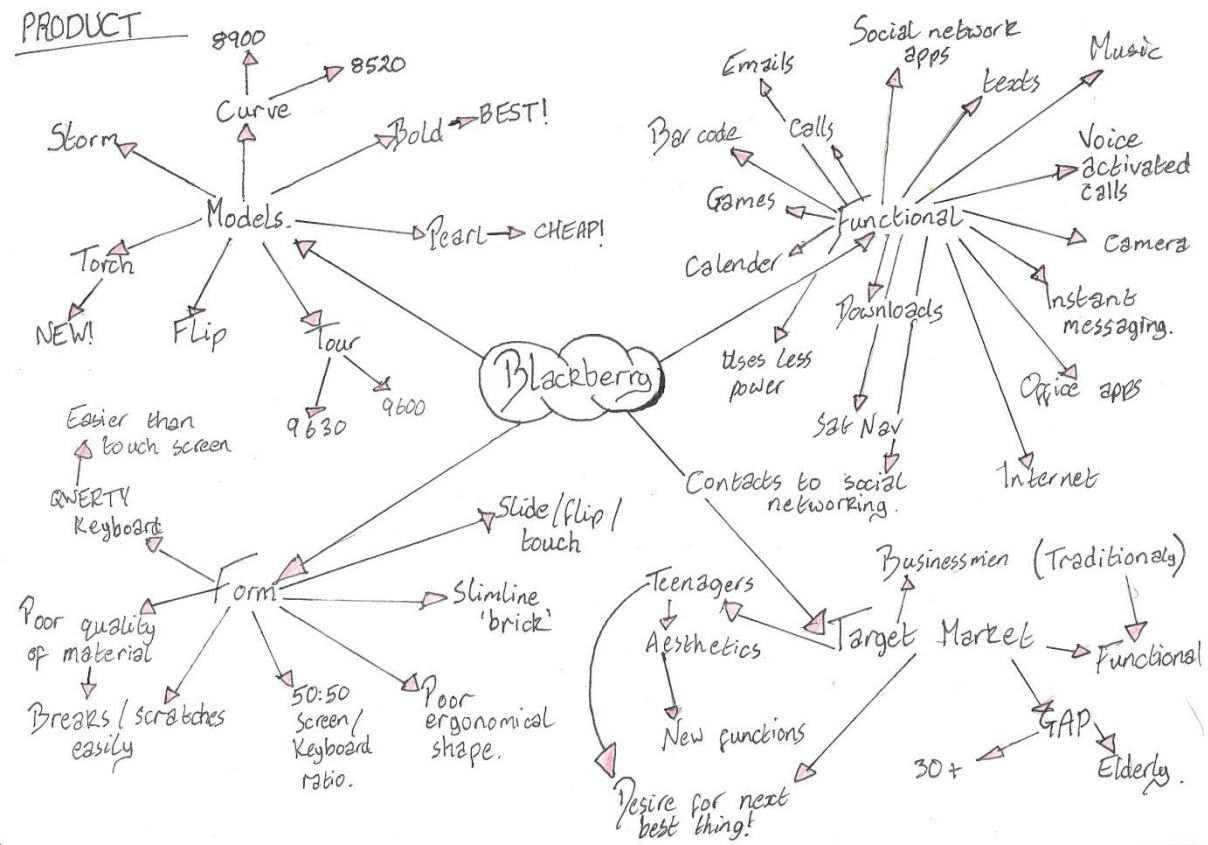 PRODUCT
8900
8520
Curve
Storm
Bold
BEST!
Models.
Pearl
CHEAP!
Torch
NEW!
FLip
Tour
9630
9600
Blackberry
Social network
apps
Emails
Music
texts
Calls
Bar code
Voice
activated
calls
Games
Functional
Camera
Calender
Downloads
Instant
messaging.
Uses Less
power
Office apps
Sat Nav
Contacts to social
networking.
Internet
Easier than
touch screen
QWERTY
Keyboard
Slide/flip/
touch
Form
Slimline
'brick'
Poor quality
of material
Breaks/scratches
easily
50:50
Screen/
Keyboard
ratio.
Poor
ergonomical
shape.
Businessmen (Traditionaly)
Teenagers
Target Market
Aesthetics
Functional
New functions
GAP
30+
Elderly.
Desire for next
best thing!